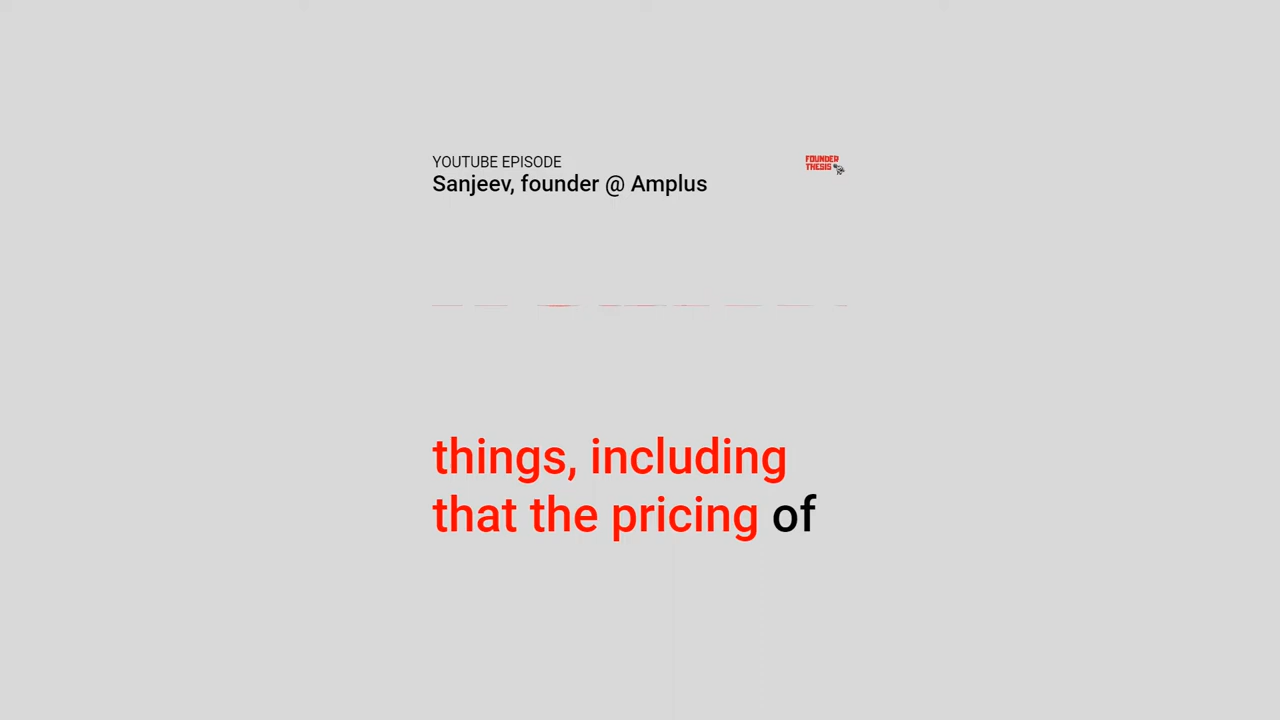 YOUTUBE EPISODE
Sanjeev, founder @ Amplus
FOUNDER
THESIS
things, including
that the pricing of